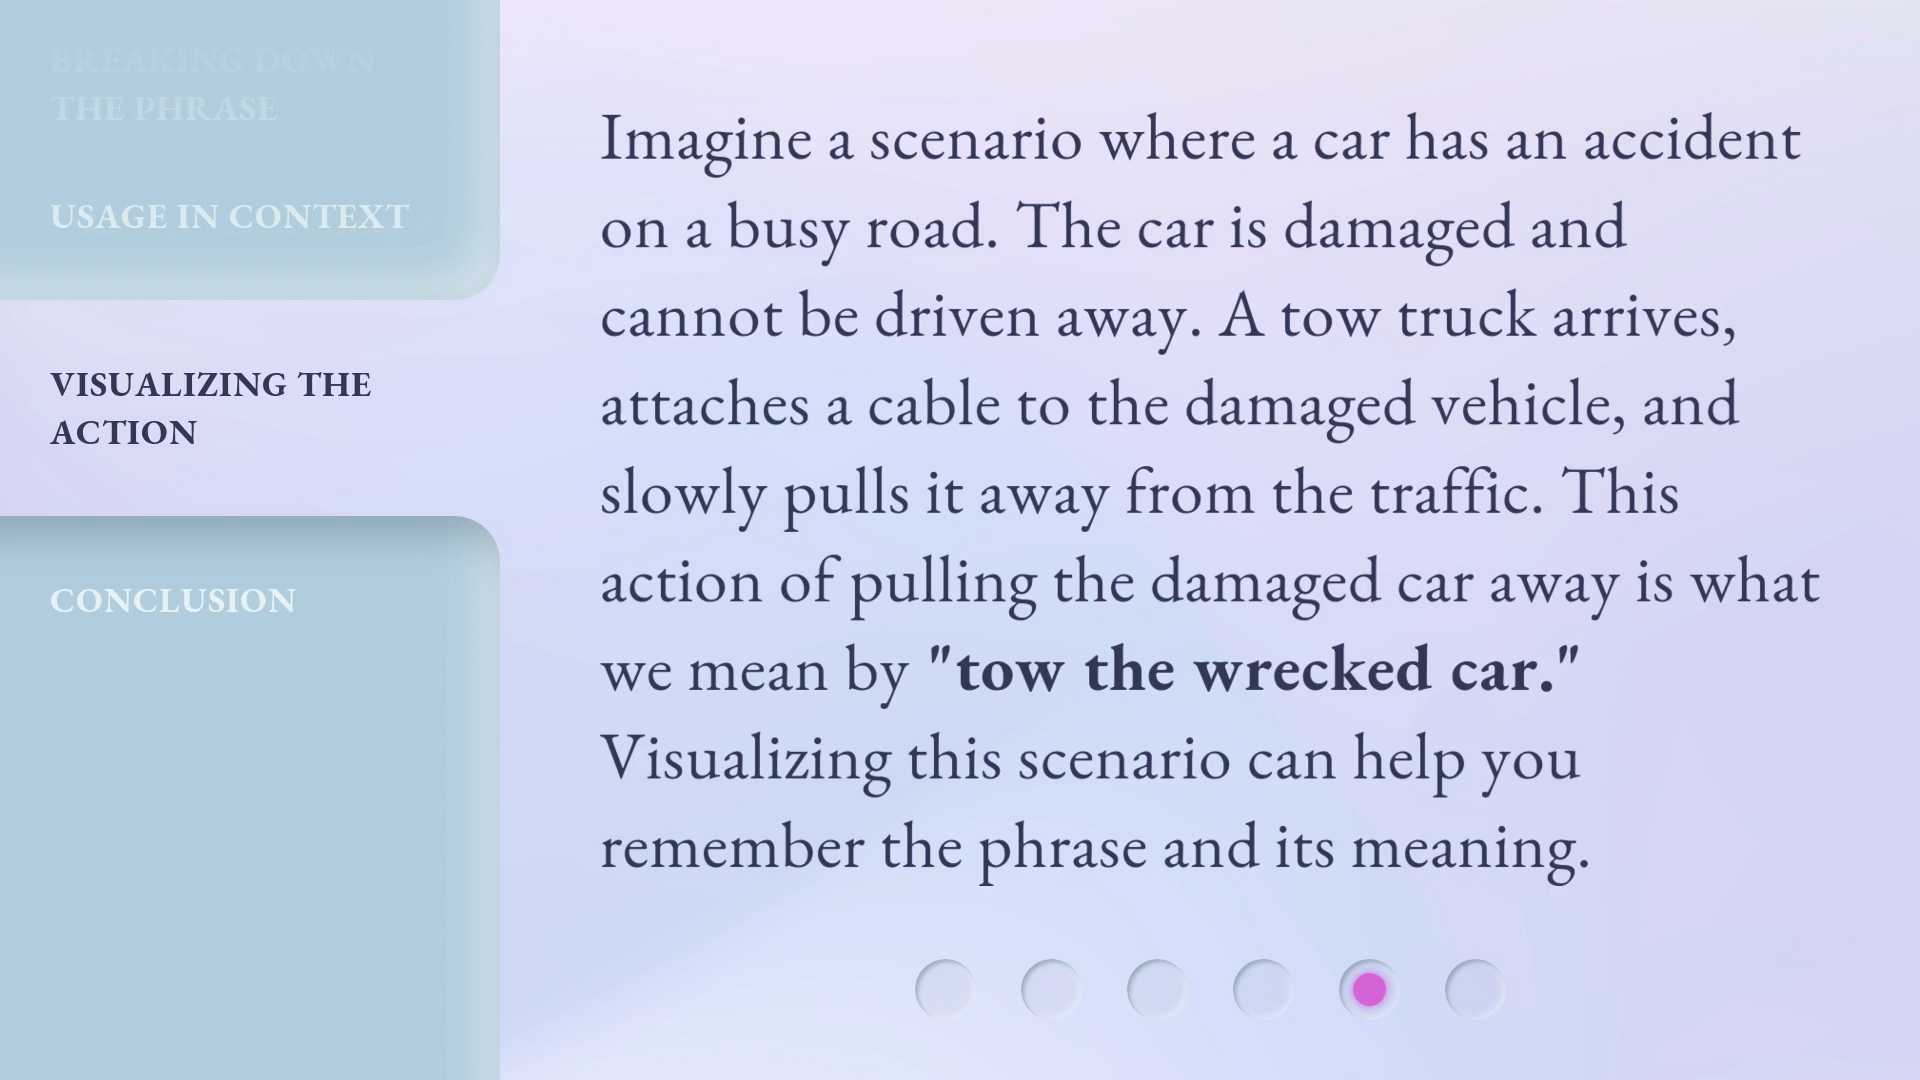 BREAKING DOWN
THE PHRASE
USAGE IN CONTEXT
VISUALIZING THE
ACTION
CONCLUSION
Imagine a scenario where a car has an accident
on a busy road. The car is damaged and
cannot be driven away. A tow truck arrives,
attaches a cable to the damaged vehicle, and
slowly pulls it away from the traffic. This
action of pulling the damaged car away is what
we mean by "tow the wrecked car."
Visualizing this scenario can help you
remember the phrase and its meaning.